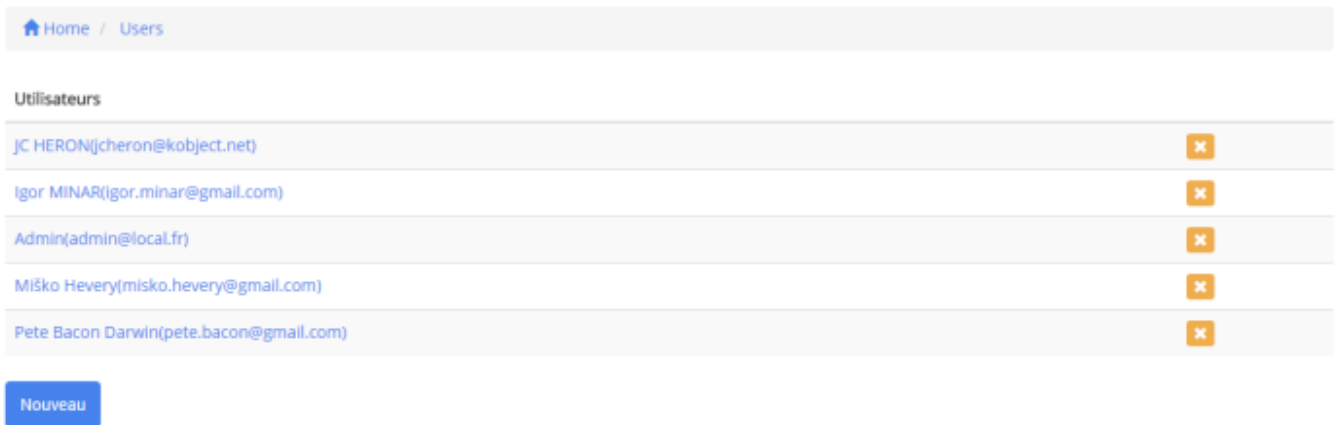 Home / Users
Utilisateurs
JC HERON(jcheron@kobject.net)
Igor MINAR(igor.minar@gmail.com)
Admin(admin@local.fr)
Miško Hevery(misko.hevery@gmail.com)
Pete Bacon Darwin(pete.bacon@gmail.com)
Nouveau